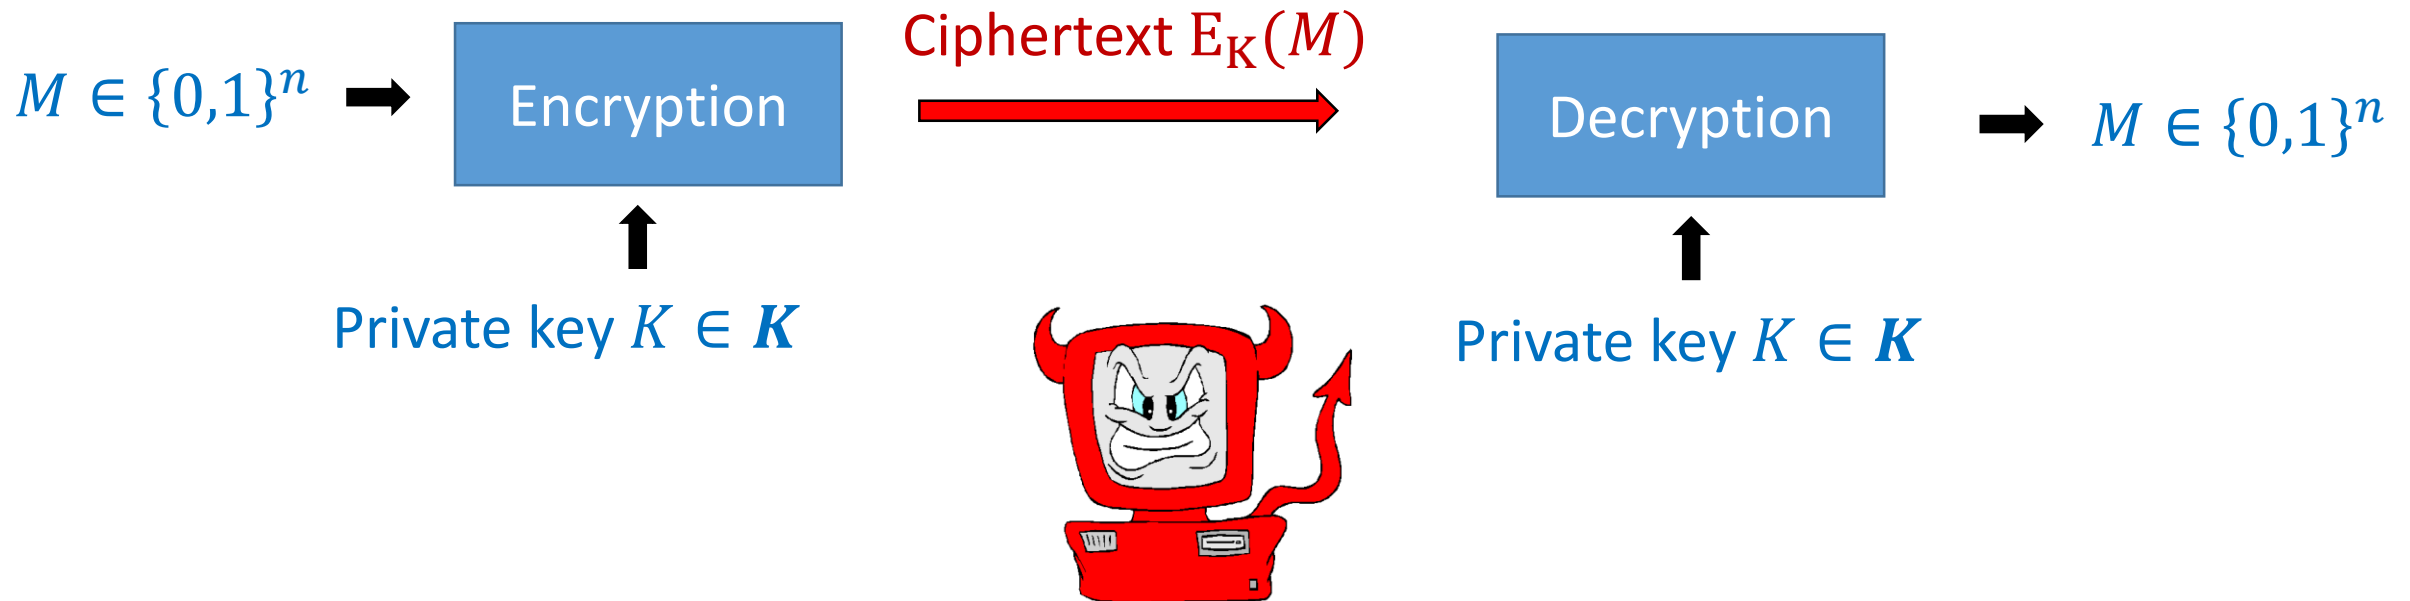 M ∈ {0,1}ⁿ
Encryption
Ciphertext E_K(M)
Decryption
M ∈ {0,1}ⁿ
Private key K ∈ 𝑲
Private key K ∈ 𝑲